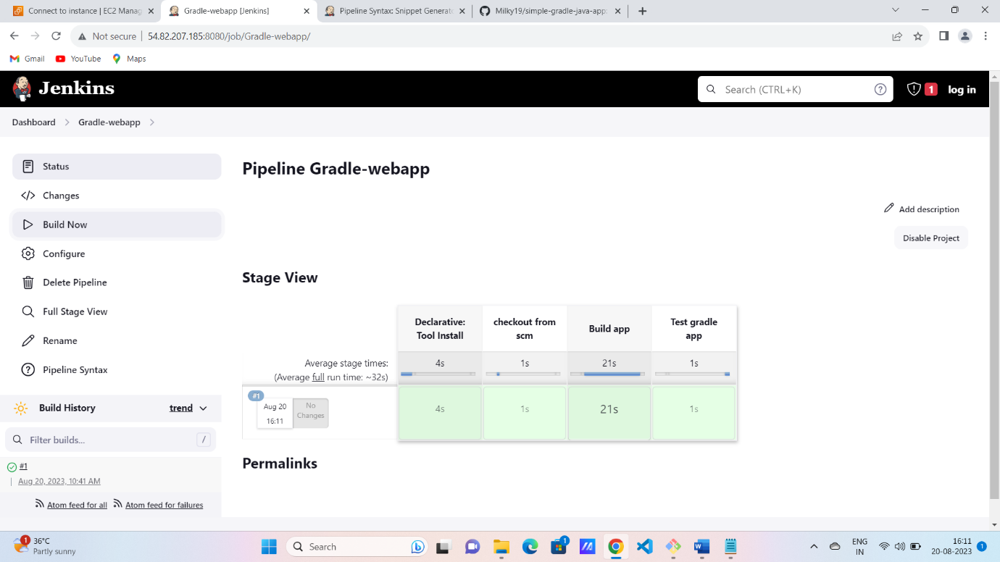 Connect to instance | EC2 Manag
Gradle-webapp [Jenkins]
Pipeline Syntax: Snippet Generato
Milky19/simple-gradle-java-app:
Not secure
54.82.207.185:8080/job/Gradle-webapp/
Gmail
YouTube
Maps
Jenkins
Search (CTRL+K)
?
1
log in
Dashboard
Gradle-webapp
Status
Changes
Build Now
Configure
Delete Pipeline
Full Stage View
Rename
Pipeline Syntax
Build History
trend
Filter builds...
/
#1
Aug 20, 2023, 10:41 AM
Atom feed for all
Atom feed for failures
Pipeline Gradle-webapp
Add description
Disable Project
Stage View
Declarative:
Tool Install
checkout from
scm
Build app
Test gradle
app
Average stage times:
(Average full run time: ~32s)
4s
1s
21s
1s
#1
Aug 20
16:11
No
Changes
4s
1s
21s
1s
Permalinks
1
36°C
Partly sunny
Search
1
ENG
IN
16:11
20-08-2023
1